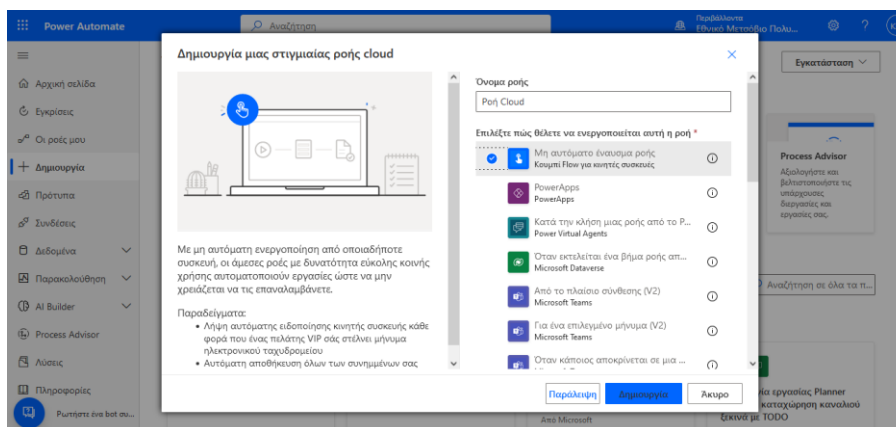 Power Automate
Αναζήτηση
Περιβάλλοντα
Εθνικό Μετσόβιο Πολυ...
Εγκατάσταση
Αρχική σελίδα
Εγκρίσεις
Οι ροές μου
Δημιουργία
Πρότυπα
Συνδέσεις
Δεδομένα
Παρακολούθηση
AI Builder
Process Advisor
Λύσεις
Πληροφορίες
Ρωτήστε ένα bot συ...
Δημιουργία μιας στιγμιαίας ροής cloud
Με μη αυτόματη ενεργοποίηση από οποιαδήποτε
συσκευή, οι άμεσες ροές με δυνατότητα εύκολης κοινής
χρήσης αυτοματοποιούν εργασίες ώστε να μην
χρειάζεται να τις επαναλαμβάνετε.
Παραδείγματα:
• Λήψη αυτόματης ειδοποίησης κινητής συσκευής κάθε
φορά που ένας πελάτης VIP σάς στέλνει μήνυμα
ηλεκτρονικού ταχυδρομείου
• Αυτόματη αποθήκευση όλων των συνημμένων σας
Όνομα ροής
Ροή Cloud
Επιλέξτε πώς θέλετε να ενεργοποιείται αυτή η ροή *
Μη αυτόματο έναυσμα ροής
Κουμπί Flow για κινητές συσκευές
PowerApps
PowerApps
Κατά την κλήση μιας ροής από το P...
Power Virtual Agents
Όταν εκτελείται ένα βήμα ροής απ...
Microsoft Dataverse
Από το πλαίσιο σύνθεσης (V2)
Microsoft Teams
Για ένα επιλεγμένο μήνυμα (V2)
Microsoft Teams
Όταν κάποιος αποκρίνεται σε μια ...
Παράλειψη
Δημιουργία
Άκυρο
Process Advisor
Αξιολογήστε και
βελτιστοποιήστε τις
υπάρχουσες
διεργασίες και
εργασίες σας.
Αναζήτηση σε όλα τα π...
εργασίας Planner
καταχώρηση καναλιού
ξεκινά με TODO
Από Microsoft